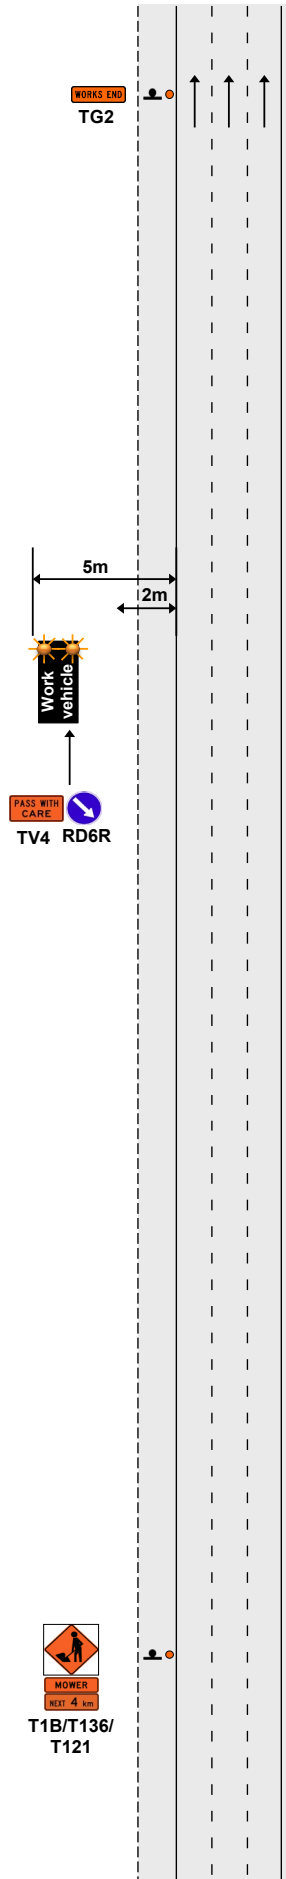 WORKS END
TG2
5m
2m
Work
vehicle
PASS WITH
CARE
TV4
RD6R
MOWER
NEXT 4 km
T1B/T136/
T121